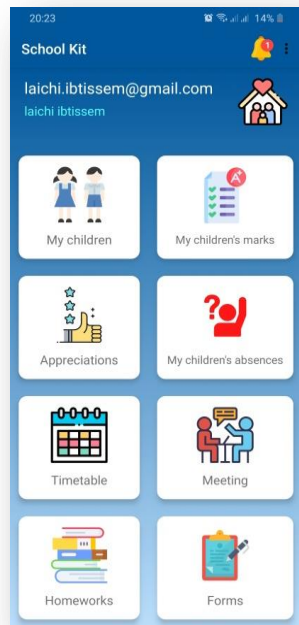 20:23 14%
School Kit
laichi.ibtissem@gmail.com
laichi ibtissem
My children My children's marks
Appreciations My children's absences
Timetable Meeting
Homeworks Forms